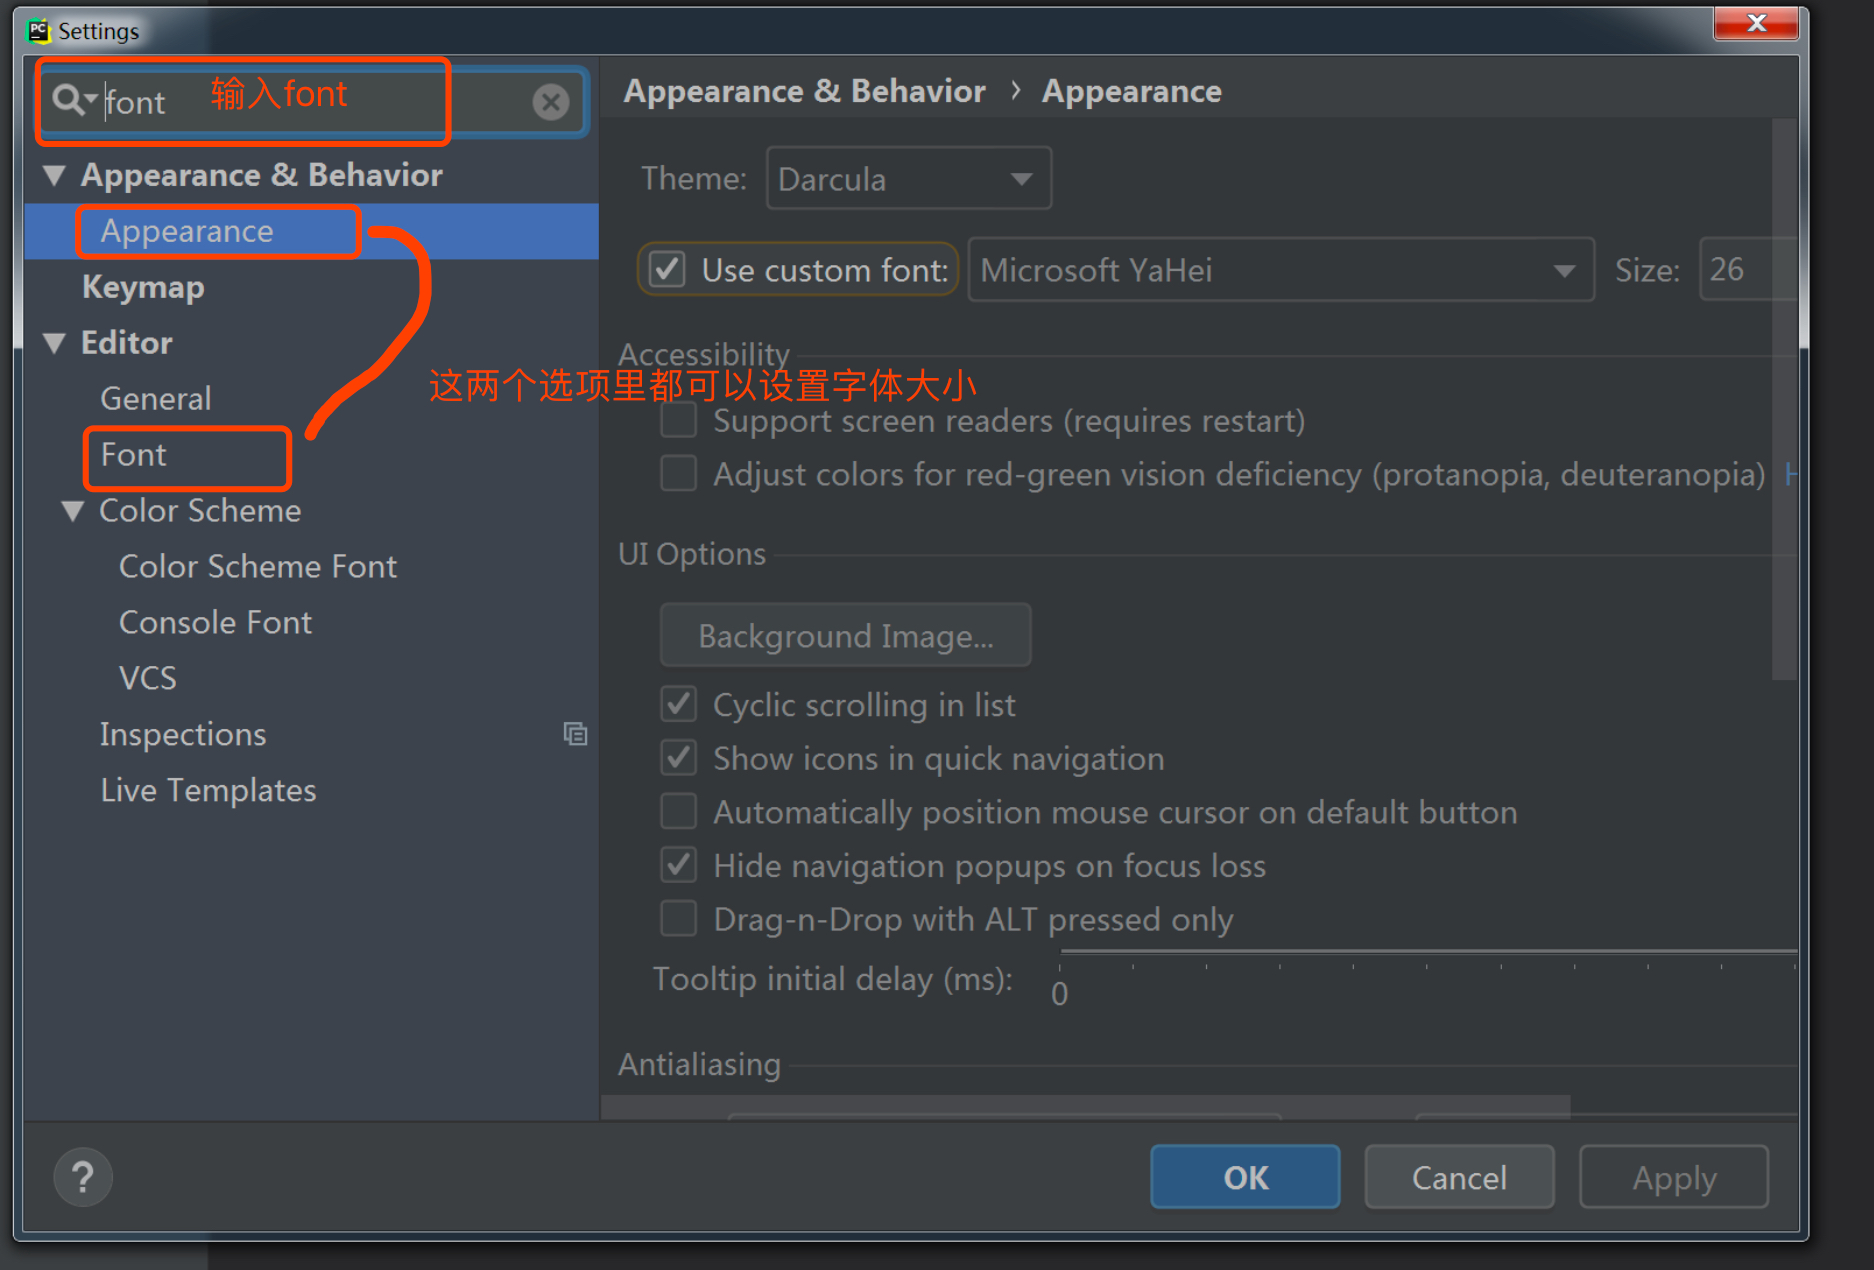 Settings
font 输入font
Appearance & Behavior
Appearance
Keymap
Editor
General
Font
Color Scheme
Color Scheme Font
Console Font
VCS
Inspections
Live Templates
Appearance & Behavior › Appearance
Theme: Darcula
Use custom font: Microsoft YaHei Size: 26
Accessibility
这两个选项里都可以设置字体大小
Support screen readers (requires restart)
Adjust colors for red-green vision deficiency (protanopia, deuteranopia)
UI Options
Background Image...
Cyclic scrolling in list
Show icons in quick navigation
Automatically position mouse cursor on default button
Hide navigation popups on focus loss
Drag-n-Drop with ALT pressed only
Tooltip initial delay (ms):
0
Antialiasing
? OK Cancel Apply